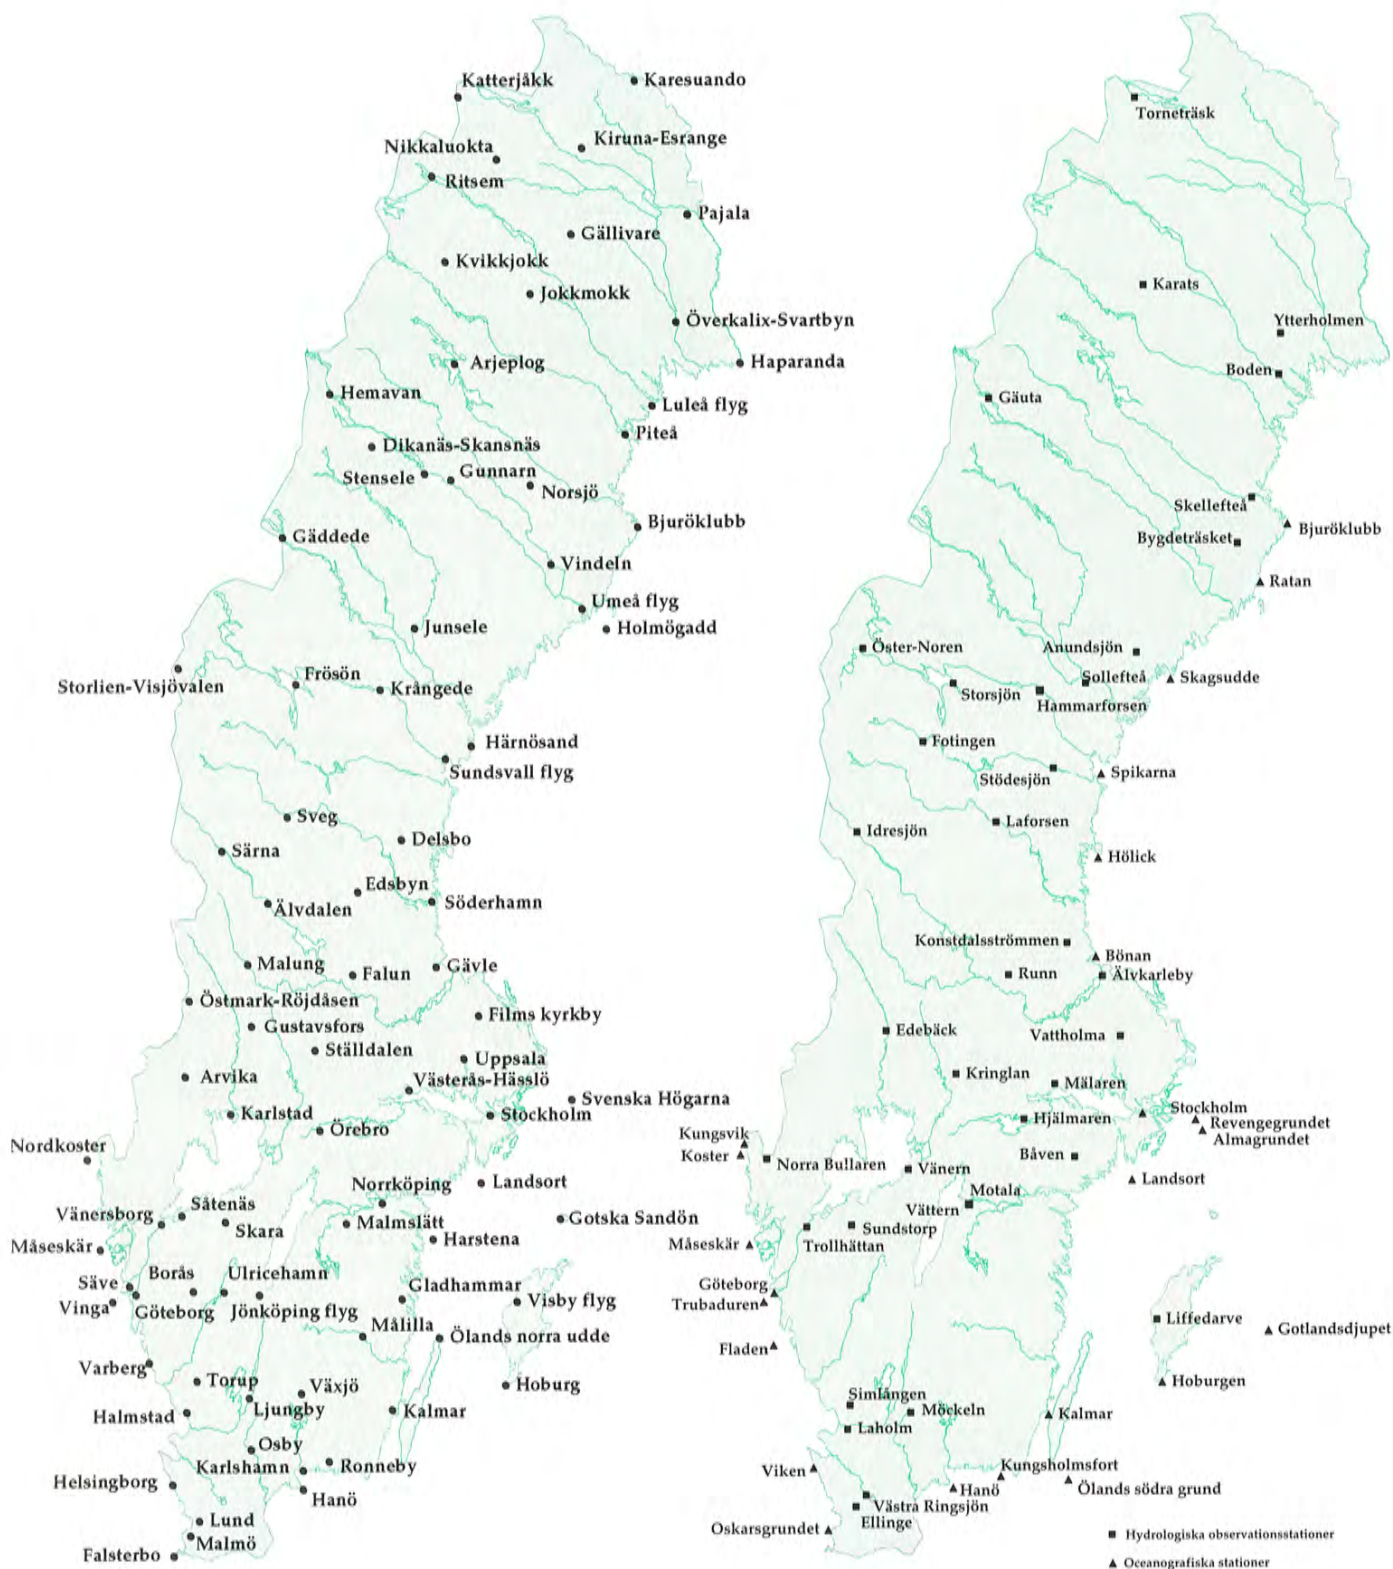 Katterjåkk
Karesuando
Nikkaluokta
Kiruna-Esrange
Ritsem
Pajala
Gällivare
Kvikkjokk
Jokkmokk
Överkalix-Svartbyn
Arjeplog
Haparanda
Hemavan
Luleå flyg
Piteå
Dikanäs-Skansnäs
Stensele
Gunnarn
Norsjö
Bjuröklubb
Gäddede
Vindeln
Umeå flyg
Holmögadd
Junsele
Storlien-Visjövalen
Frösön
Krångede
Härnösand
Sundsvall flyg
Sveg
Delsbo
Särna
Edsbyn
Älvdalen
Söderhamn
Malung
Falun
Gävle
Östmark-Röjdåsen
Films kyrkby
Gustavsfors
Ställdalen
Uppsala
Arvika
Västerås-Hässlö
Svenska Högarna
Karlstad
Stockholm
Örebro
Nordkoster
Norrköping
Landsort
Såtenäs
Vänersborg
Skara
Malmslätt
Gotska Sandön
Måseskär
Harstena
Säve
Borås
Ulricehamn
Gladhammar
Vinga
Göteborg
Jönköping flyg
Visby flyg
Målilla
Ölands norra udde
Varberg
Torup
Växjö
Hoburg
Halmstad
Ljungby
Kalmar
Osby
Karlshamn
Ronneby
Helsingborg
Hanö
Lund
Malmö
Falsterbo
Torneträsk
Karats
Ytterholmen
Boden
Gäuta
Skellefteå
Bjuröklubb
Bygdeträsket
Ratan
Öster-Noren
Anundsjön
Sollefteå
Skagsudde
Storsjön
Hammarforsen
Fotingen
Stödesjön
Spikarna
Laforsen
Idresjön
Hölick
Konstdalsströmmen
Bönan
Runn
Älvkarleby
Edebäck
Vattholma
Kringlan
Mälaren
Stockholm
Hjälmaren
Revengegrundet
Almagrundet
Kungsvik
Koster
Norra Bullaren
Vänern
Båven
Landsort
Motala
Vättern
Sundstorp
Trollhättan
Måseskär
Göteborg
Trubaduren
Liffedarve
Gotlandsdjupet
Fladen
Hoburgen
Simlången
Möckeln
Kalmar
Laholm
Viken
Kungsholmsfort
Hanö
Ölands södra grund
Västra Ringsjön
Ellinge
Oskarsgrundet
Hydrologiska observationsstationer
Oceanografiska stationer